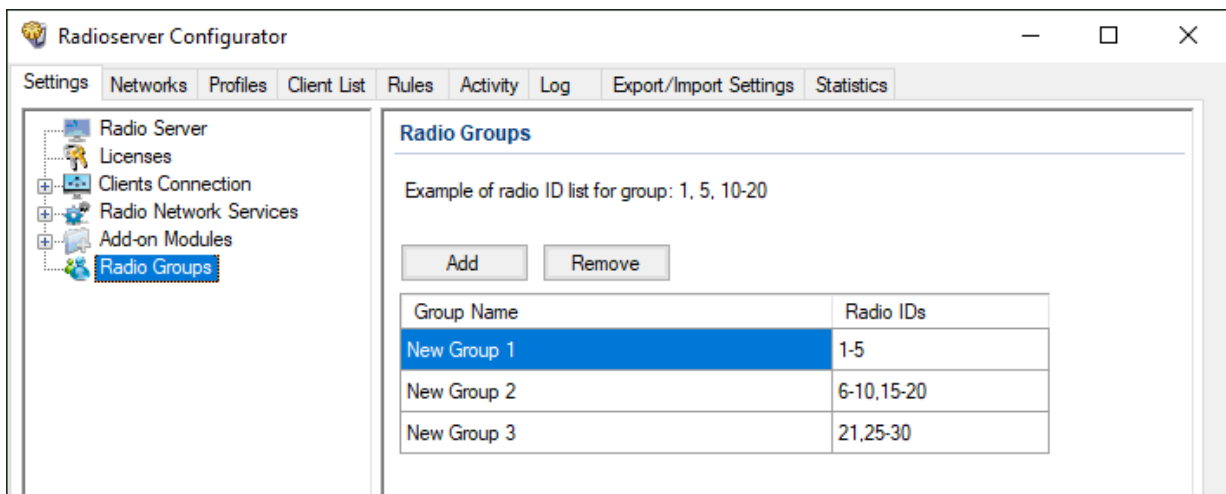 Radioserver Configurator
Settings Networks Profiles Client List Rules Activity Log Export/Import Settings Statistics
Radio Server
Licenses
Clients Connection
Radio Network Services
Add-on Modules
Radio Groups
Radio Groups
Example of radio ID list for group: 1, 5, 10-20
Add Remove
Group Name Radio IDs
New Group 1 1-5
New Group 2 6-10,15-20
New Group 3 21,25-30